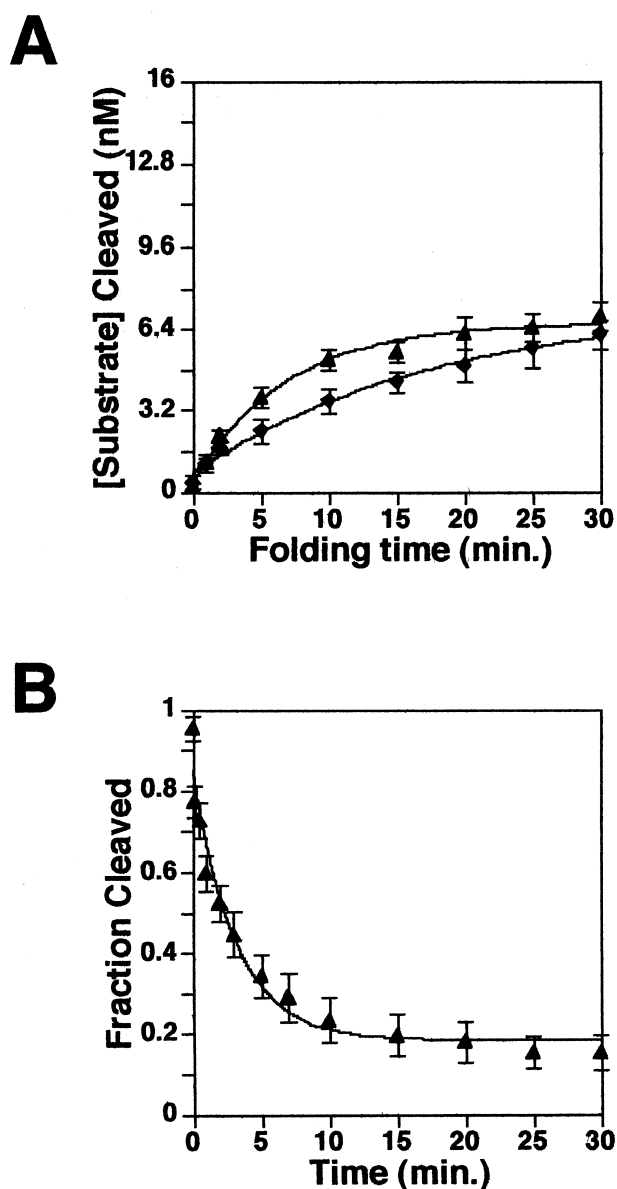 A
[Substrate] Cleaved (nM)
16
12.8
9.6
6.4
3.2
0
0 5 10 15 20 25 30
Folding time (min.)
B
Fraction Cleaved
1
0.8
0.6
0.4
0.2
0
0 5 10 15 20 25 30
Time (min.)